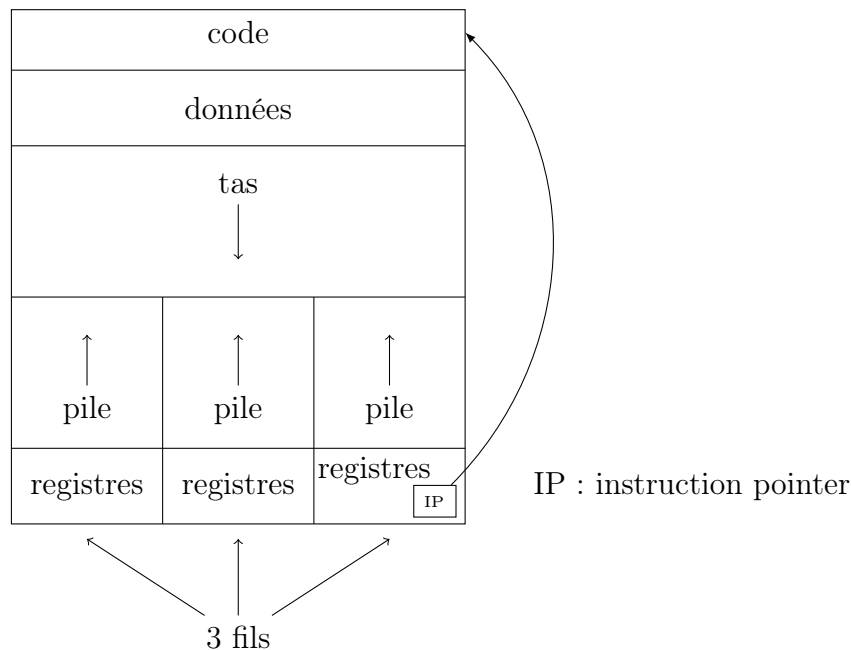 code
données
tas
pile pile pile
registres registres registres
IP
IP : instruction pointer
3 fils